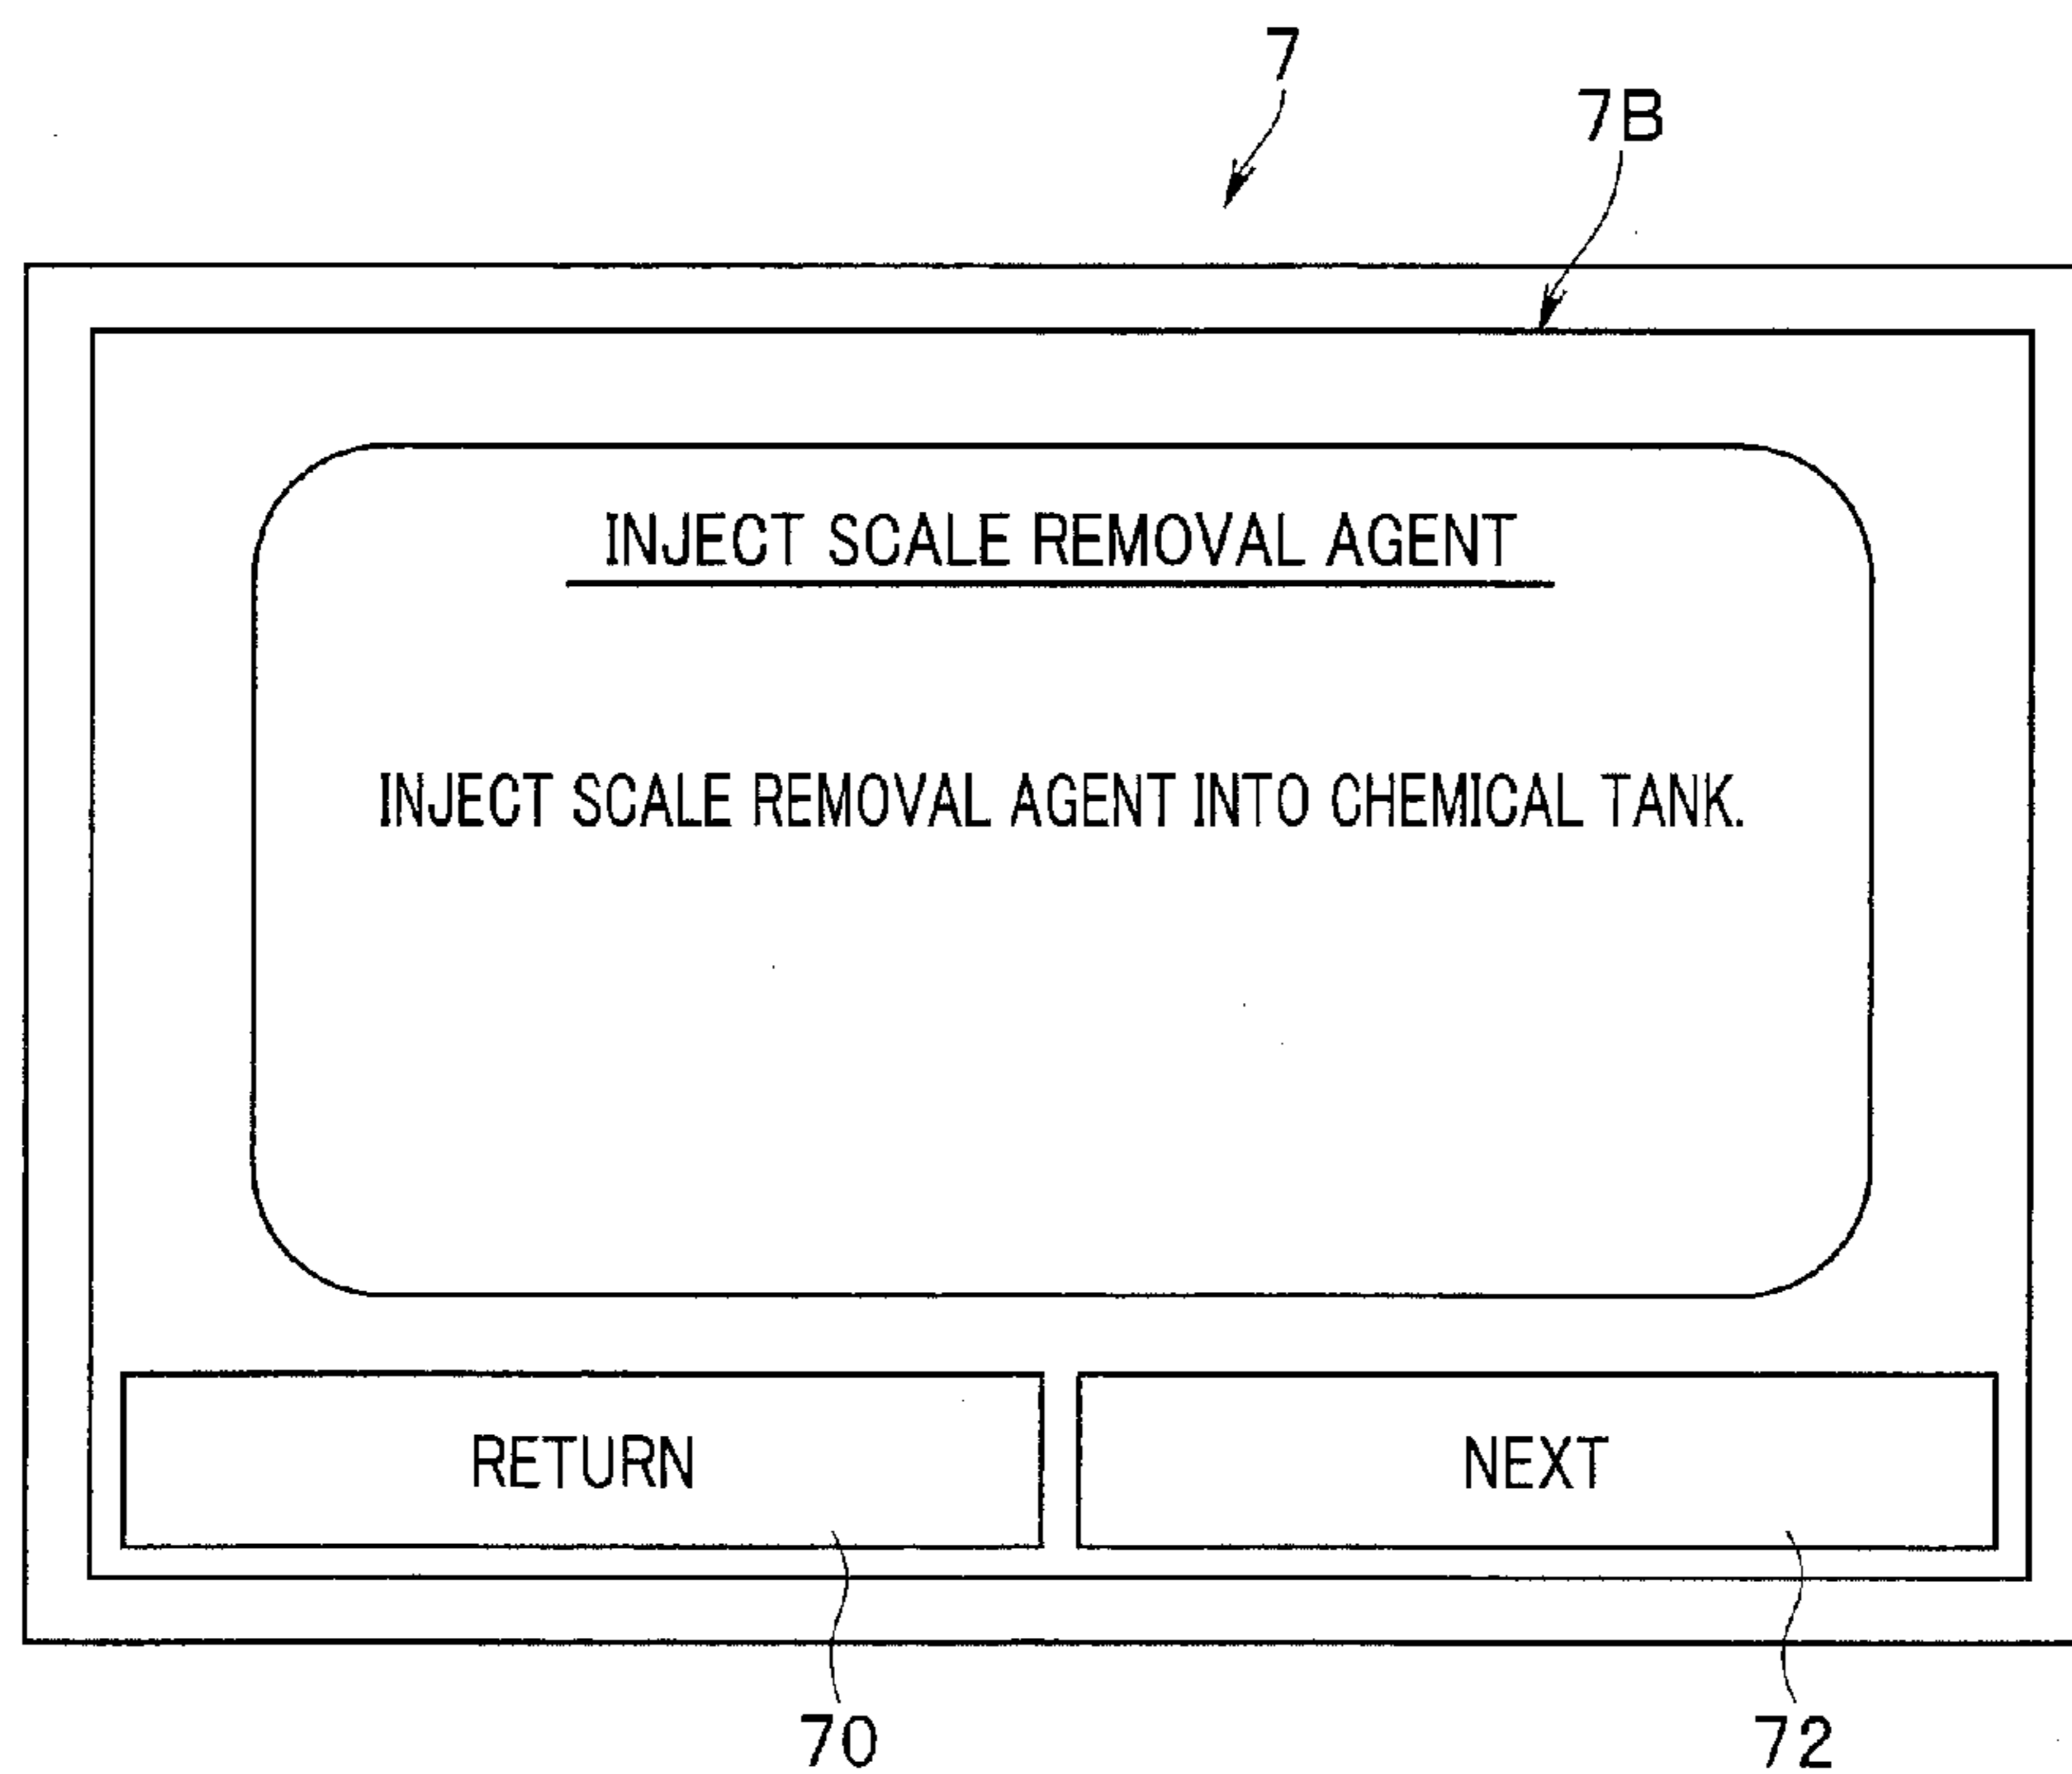 7
7B
INJECT SCALE REMOVAL AGENT
INJECT SCALE REMOVAL AGENT INTO CHEMICAL TANK.
RETURN
NEXT
70
72